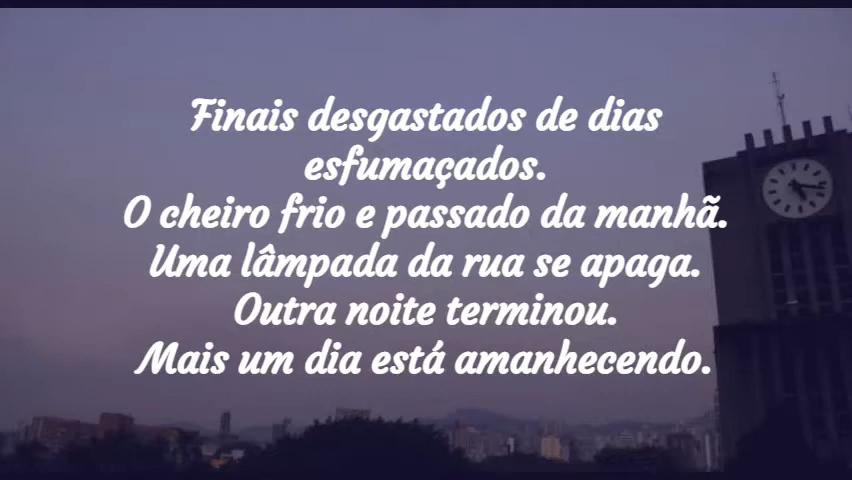 Finais desgastados de dias
esfumaçados.
O cheiro frio e passado da manhã.
Uma lâmpada da rua se apaga.
Outra noite terminou.
Mais um dia está amanhecendo.